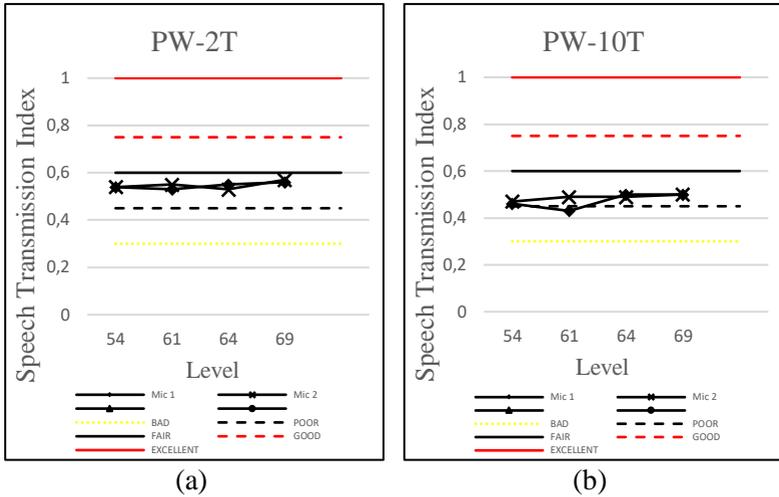 PW-2T
Speech Transmission Index
1
0,8
0,6
0,4
0,2
0
54 61 64 69
Level
Mic 1 Mic 2
BAD POOR
FAIR GOOD
EXCELLENT
(a)
PW-10T
Speech Transmission Index
1
0,8
0,6
0,4
0,2
0
54 61 64 69
Level
Mic 1 Mic 2
BAD POOR
FAIR GOOD
EXCELLENT
(b)